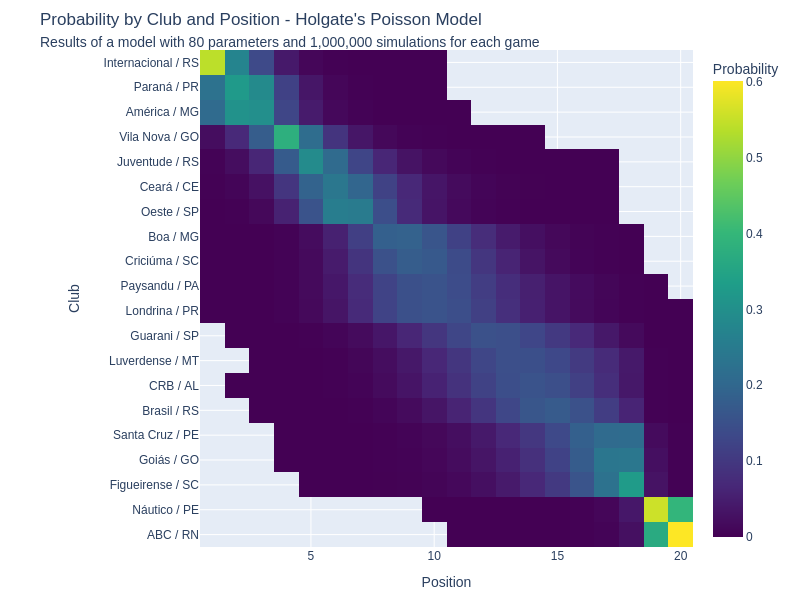 Probability by Club and Position - Holgate's Poisson Model
Results of a model with 80 parameters and 1,000,000 simulations for each game
Probability
Club
Internacional / RS
Paraná / PR
América / MG
Vila Nova / GO
Juventude / RS
Ceará / CE
Oeste / SP
Boa / MG
Criciúma / SC
Paysandu / PA
Londrina / PR
Guarani / SP
Luverdense / MT
CRB / AL
Brasil / RS
Santa Cruz / PE
Goiás / GO
Figueirense / SC
Náutico / PE
ABC / RN
0.6
0.5
0.4
0.3
0.2
0.1
0
5 10 15 20
Position